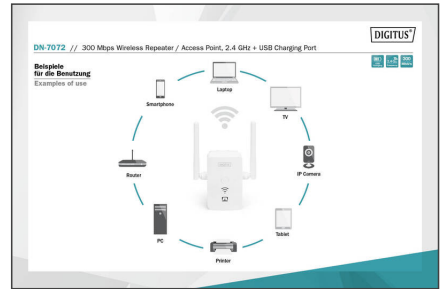 DIGITUS®
DN-7072 // 300 Mbps Wireless Repeater / Access Point, 2.4 GHz + USB Charging Port
Beispiele
für die Benutzung
Examples of use
Laptop
Smartphone
TV
Router
IP Camera
PC
Tablet
Printer